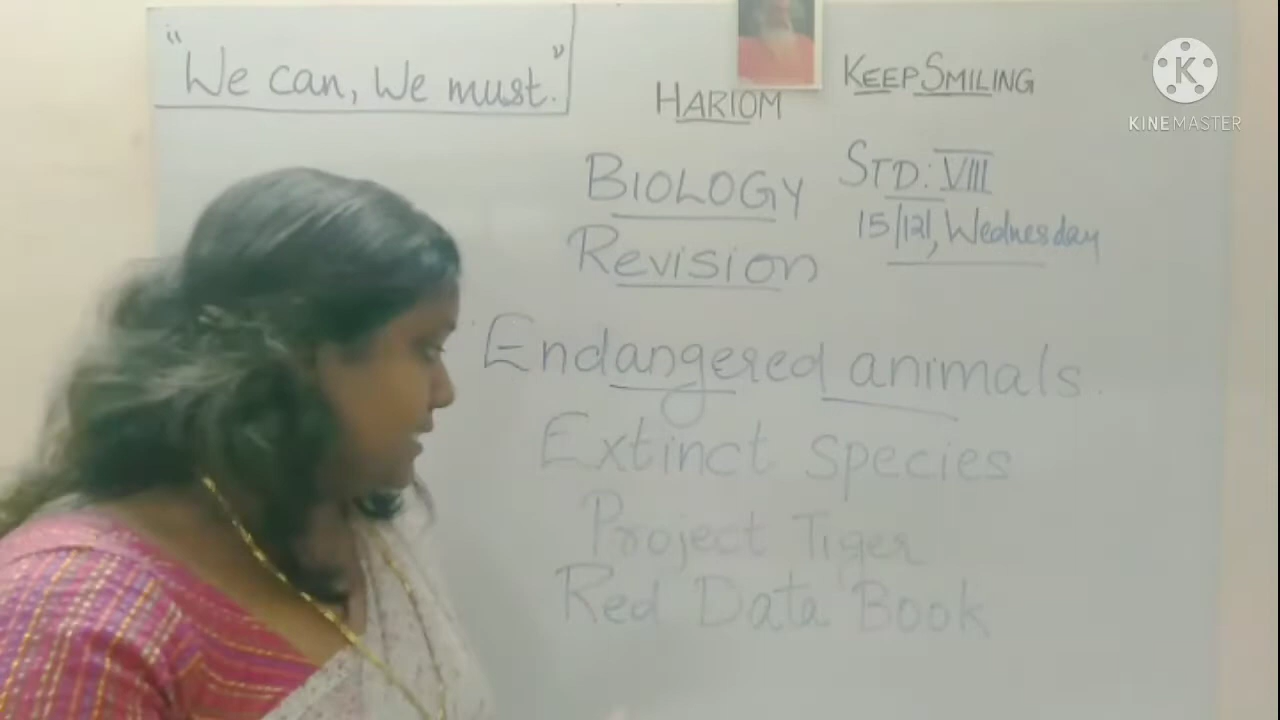 "We can, We must."
HARIOM
KEEP SMILING
KINEMASTER
BIOLOGY
STD: VIII
15/12/, Wednesday
Revision
Endangered animals.
Extinct species
Project Tiger
Red Data Book